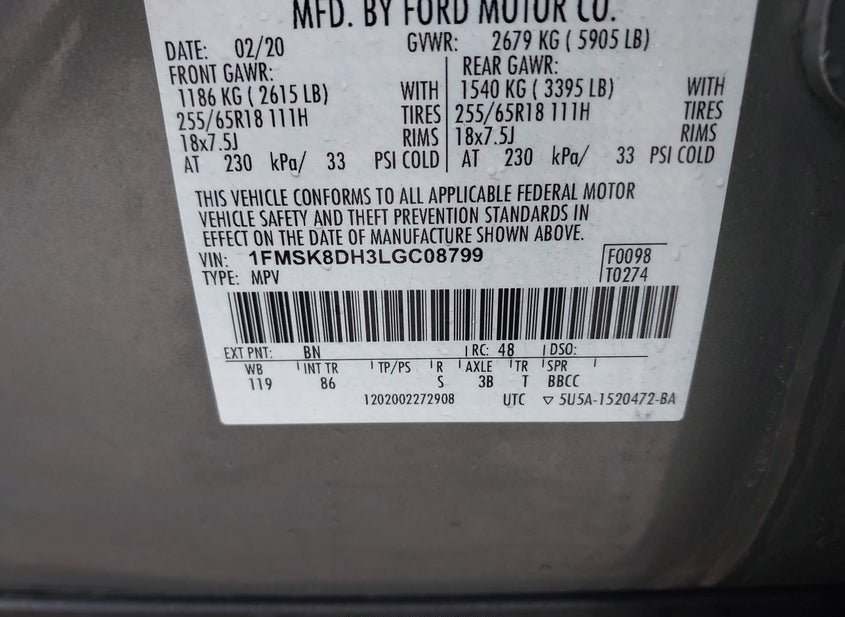 MFD. BY FORD MOTOR CO.
DATE: 02/20 GVWR: 2679 KG ( 5905 LB)
FRONT GAWR: REAR GAWR:
1186 KG ( 2615 LB) WITH 1540 KG ( 3395 LB) WITH
255/65R18 111H TIRES 255/65R18 111H TIRES
18x7.5J RIMS 18x7.5J RIMS
AT 230 kPa/ 33 PSI COLD AT 230 kPa/ 33 PSI COLD
THIS VEHICLE CONFORMS TO ALL APPLICABLE FEDERAL MOTOR
VEHICLE SAFETY AND THEFT PREVENTION STANDARDS IN
EFFECT ON THE DATE OF MANUFACTURE SHOWN ABOVE.
VIN: 1FMSK8DH3LGC08799 F0098
TYPE: MPV T0274
EXT PNT: BN RC: 48 DSO:
WB INT TR TP/PS R AXLE TR SPR
119 86 S 3B T BBCC
1202002272908 UTC ▽ 5U5A-1520472-BA